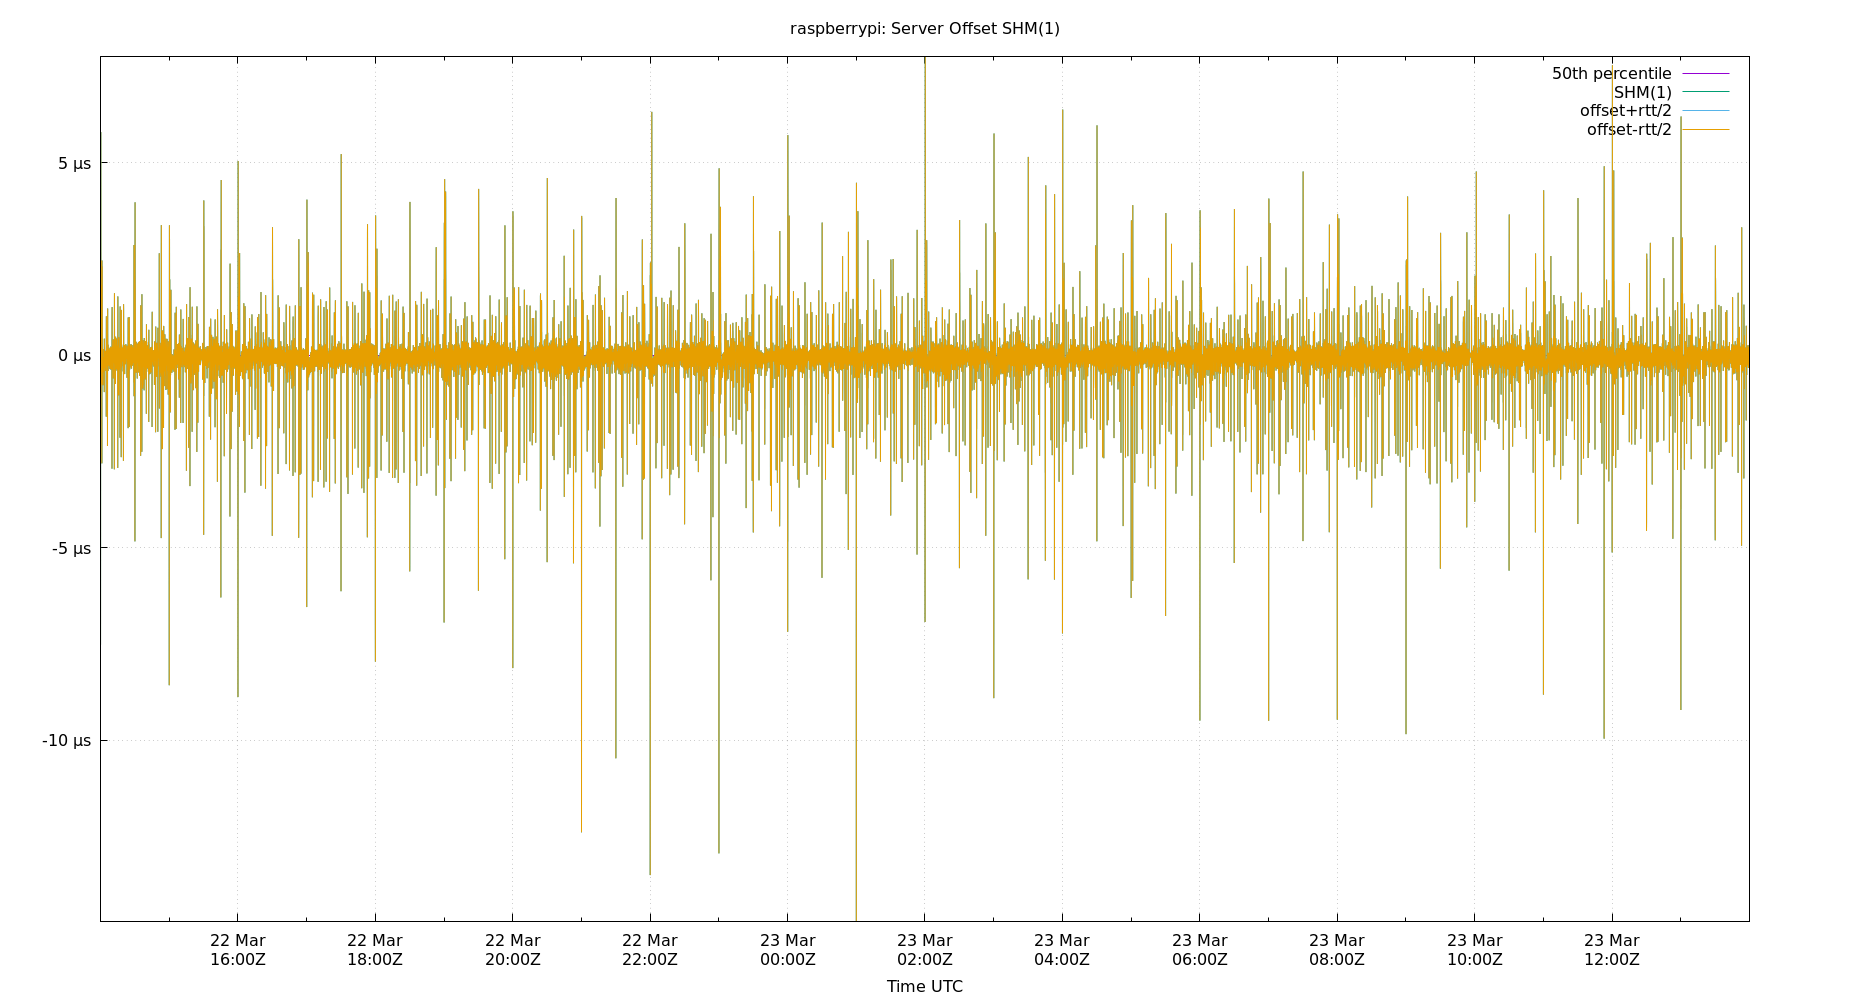 raspberrypi: Server Offset SHM(1)
50th percentile
SHM(1)
offset+rtt/2
offset-rtt/2
5 µs
0 µs
-5 µs
-10 µs
22 Mar 22 Mar 22 Mar 22 Mar 23 Mar 23 Mar 23 Mar 23 Mar 23 Mar 23 Mar 23 Mar
16:00Z 18:00Z 20:00Z 22:00Z 00:00Z 02:00Z 04:00Z 06:00Z 08:00Z 10:00Z 12:00Z
Time UTC